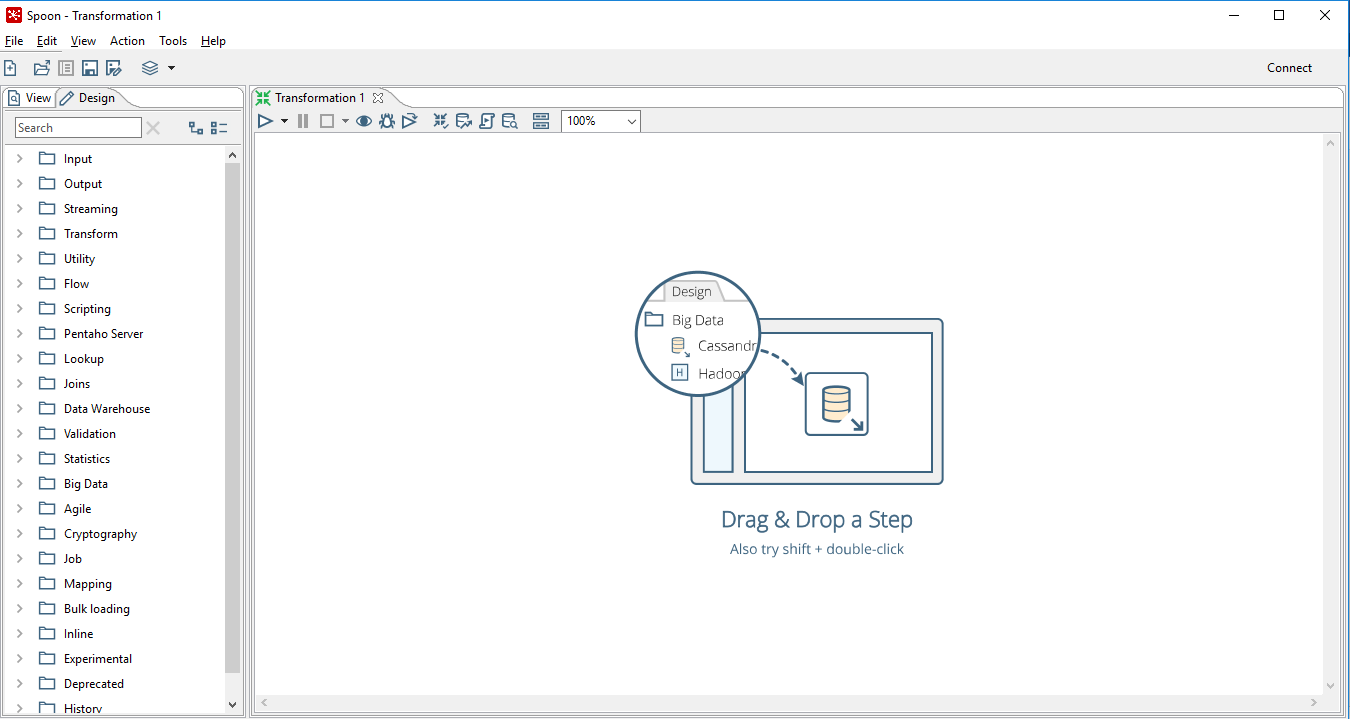 Spoon - Transformation 1
File Edit View Action Tools Help
Connect
View Design
Transformation 1
Search
100%
Input
Output
Streaming
Transform
Utility
Flow
Scripting
Pentaho Server
Lookup
Joins
Data Warehouse
Validation
Statistics
Big Data
Agile
Cryptography
Job
Mapping
Bulk loading
Inline
Experimental
Deprecated
History
Design
Big Data
Cassandr
H Hadoo
Drag & Drop a Step
Also try shift + double-click